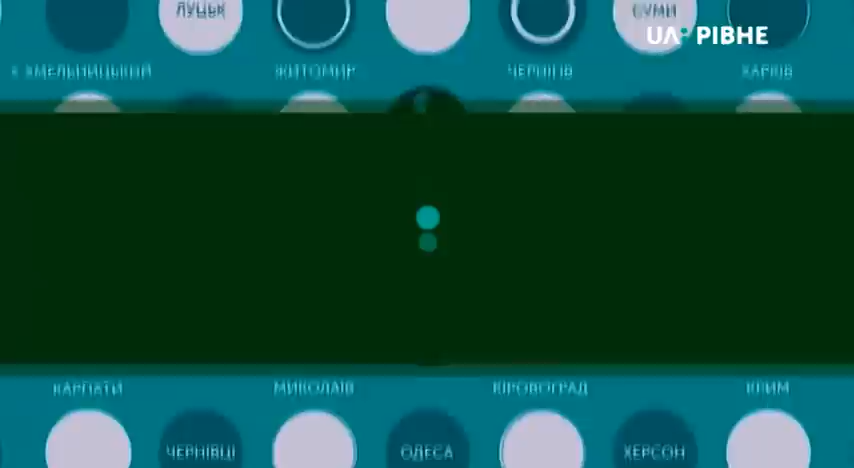 ЛУЦЬК СУМИ
UA: РІВНЕ
ХМЕЛЬНИЦЬКИЙ ЖИТОМИР ЧЕРНІГІВ ХАРКІВ
КАРПАТИ МИКОЛАЇВ КІРОВОГРАД КРИМ
ЧЕРНІВЦІ ОДЕСА ХЕРСОН